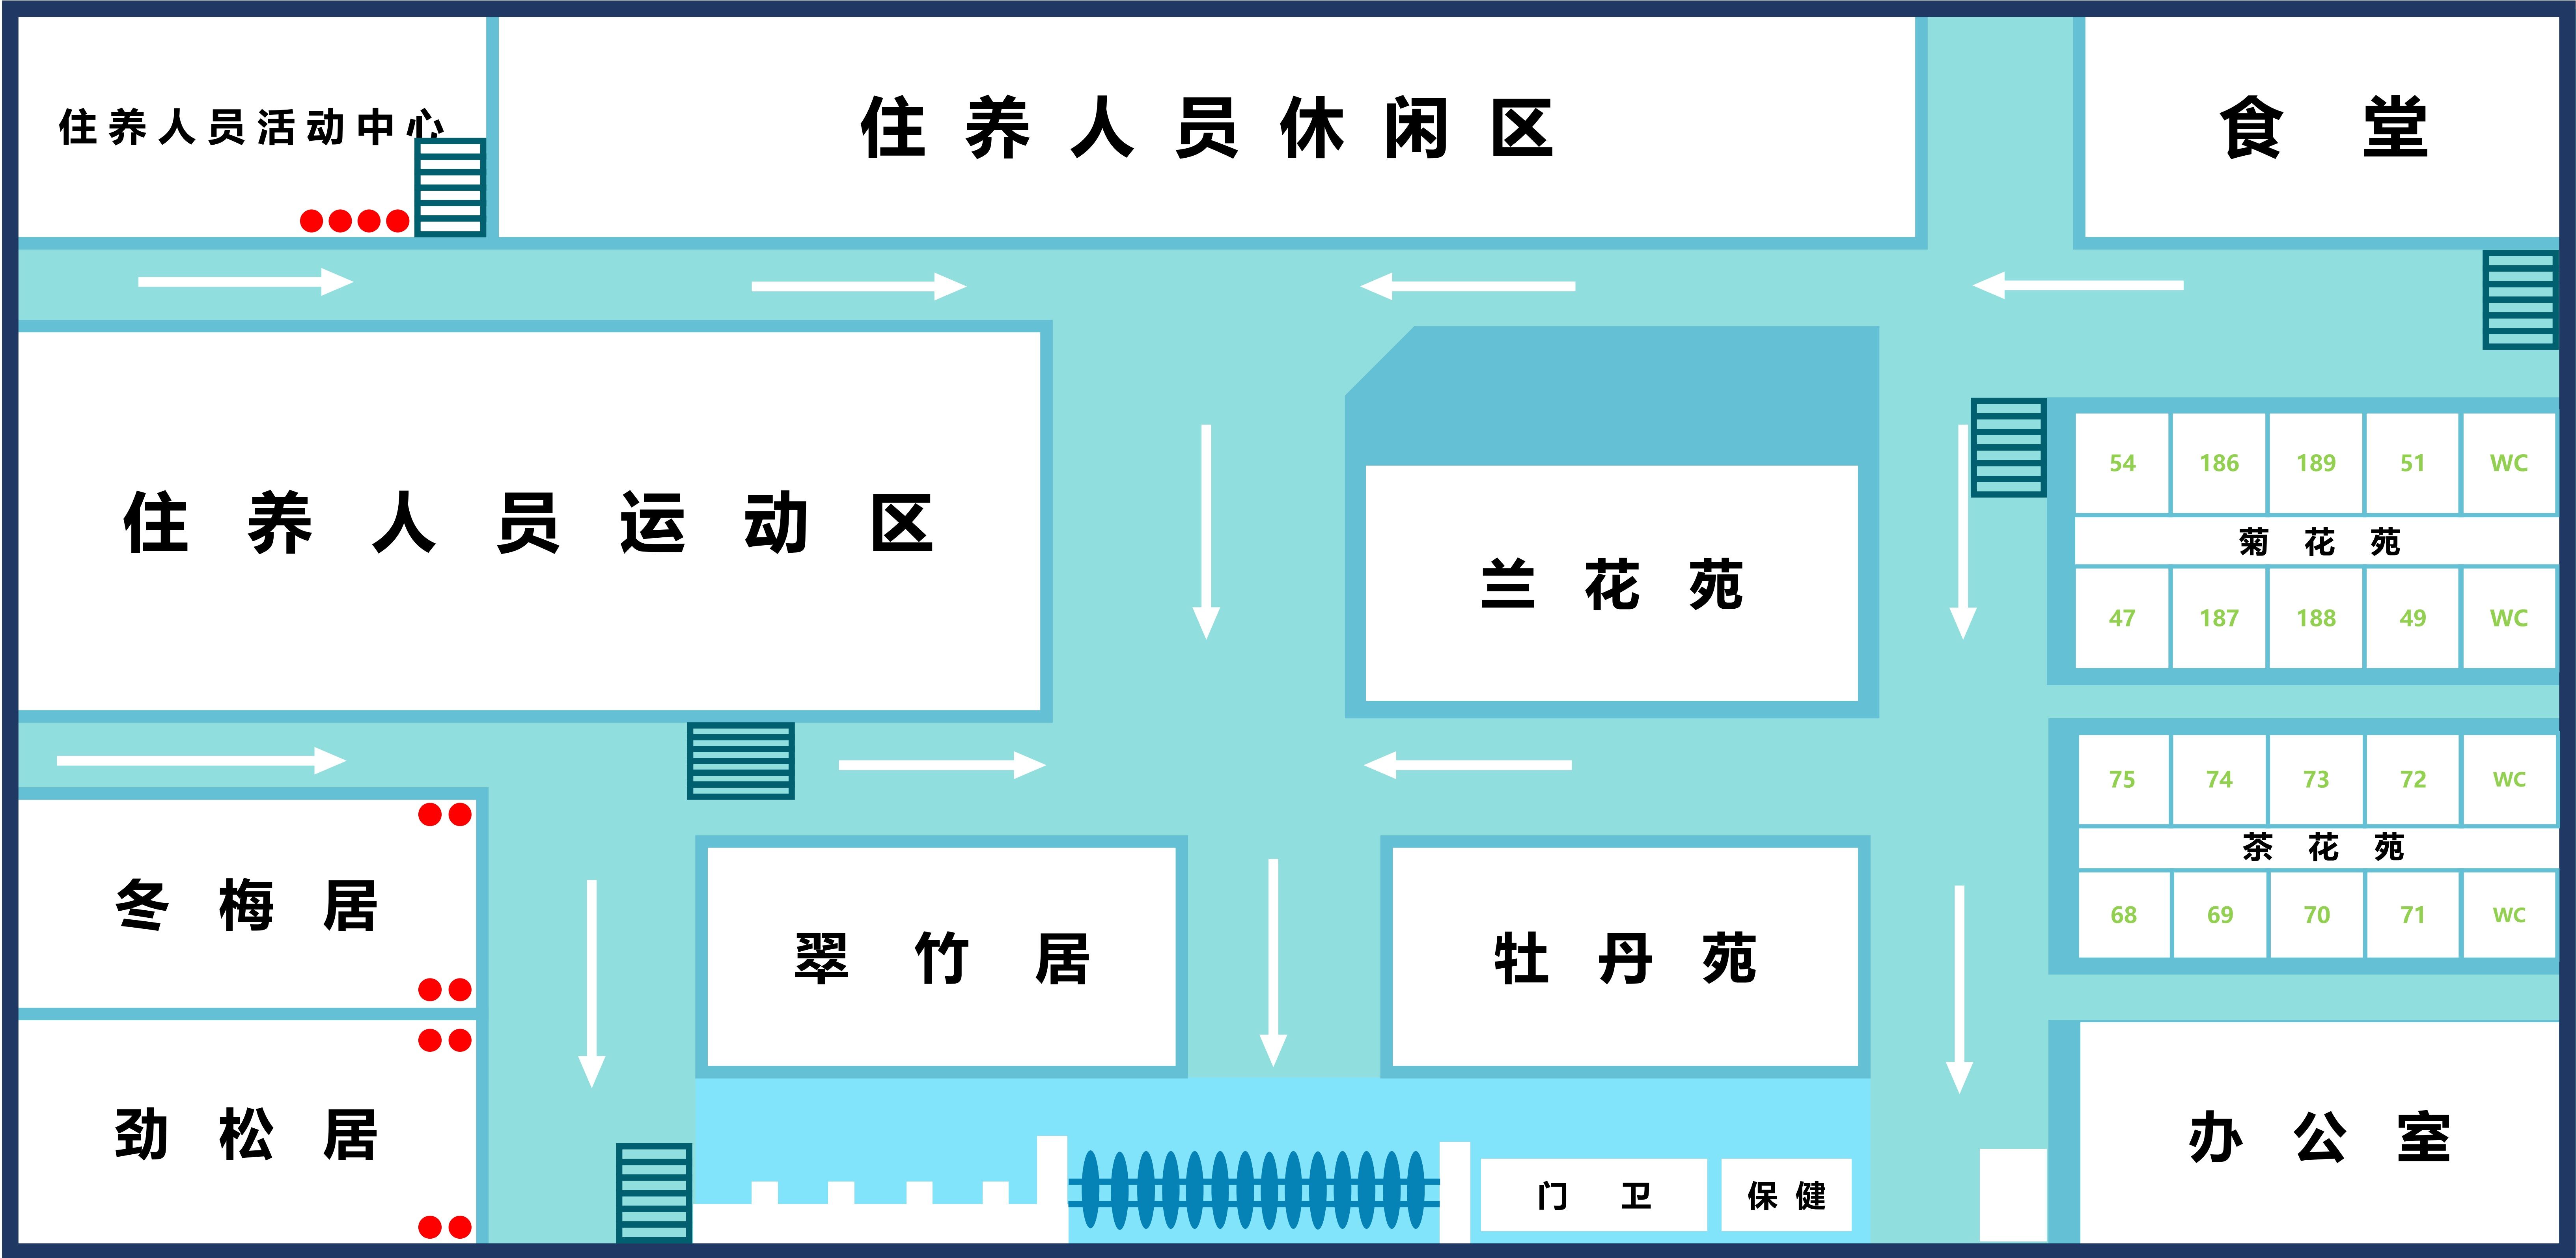 住养人员活动中心
住养人员休闲区
食堂
住养人员运动区
兰花苑
54 186 189 51 WC
菊花苑
47 187 188 49 WC
75 74 73 72 WC
茶花苑
68 69 70 71 WC
冬梅居
翠竹居
牡丹苑
劲松居
门卫
保健
办公室